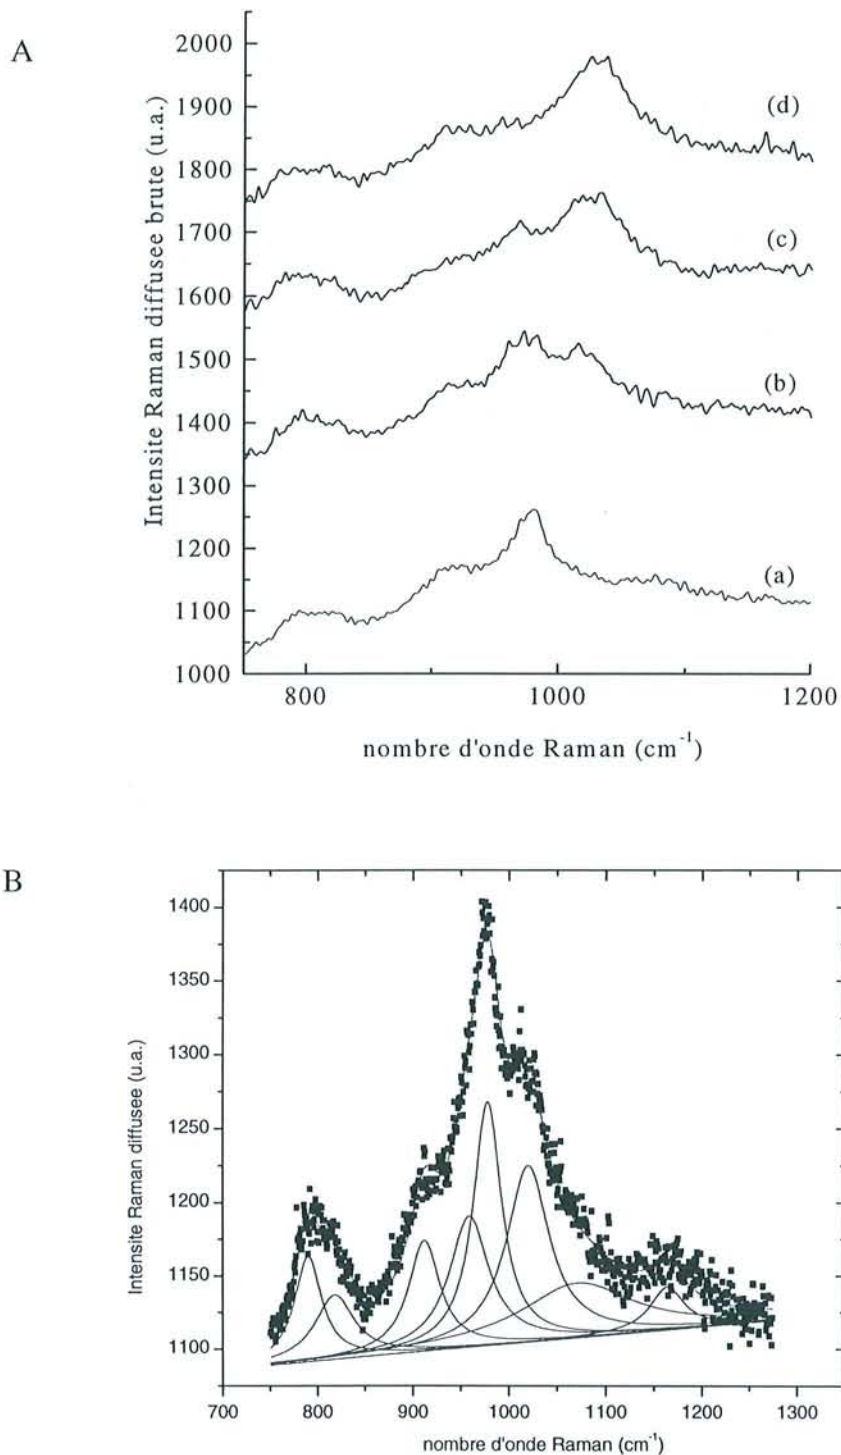 A
Intensite Raman diffusee brute (u.a.)
2000
1900
1800
1700
1600
1500
1400
1300
1200
1100
1000
(d)
(c)
(b)
(a)
800
1000
1200
nombre d'onde Raman (cm-1)
B
Intensite Raman diffusee (u.a.)
1400
1350
1300
1250
1200
1150
1100
700
800
900
1000
1100
1200
1300
nombre d'onde Raman (cm-1)